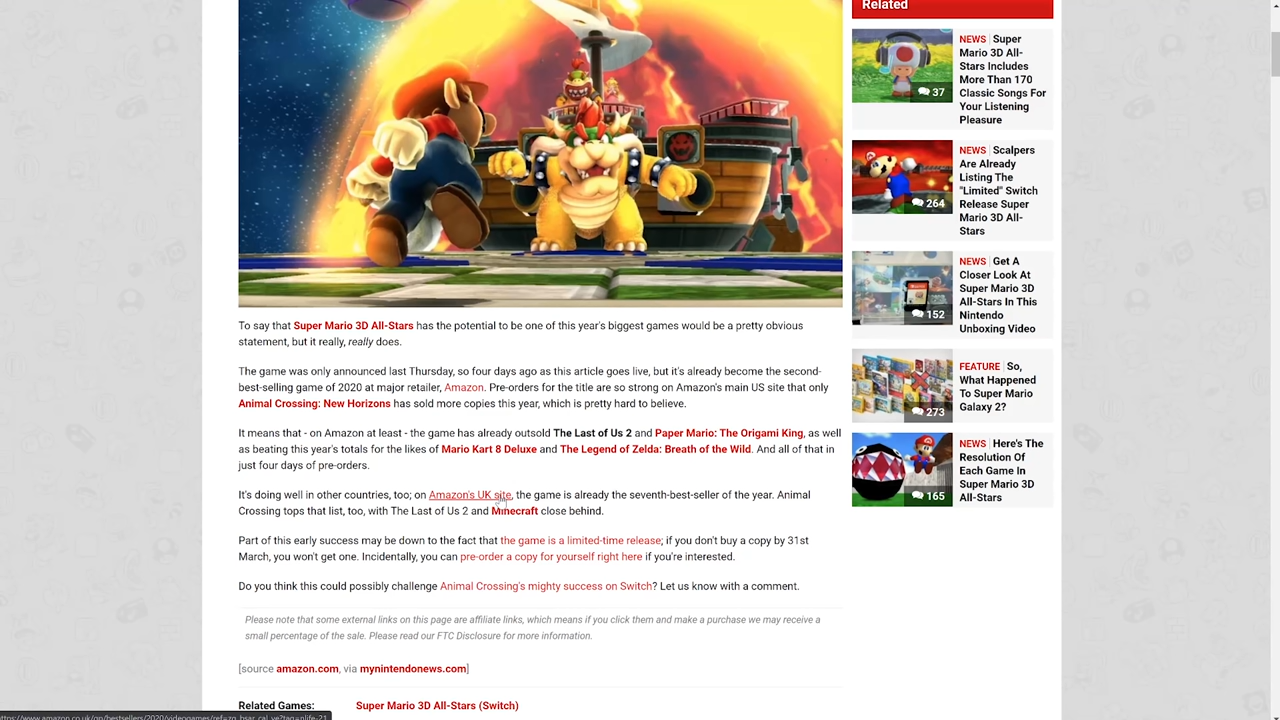 To say that Super Mario 3D All-Stars has the potential to be one of this year's biggest games would be a pretty obvious
statement, but it really, really does.
The game was only announced last Thursday, so four days ago as this article goes live, but it's already become the second-
best-selling game of 2020 at major retailer, Amazon. Pre-orders for the title are so strong on Amazon's main US site that only
Animal Crossing: New Horizons has sold more copies this year, which is pretty hard to believe.
It means that - on Amazon at least - the game has already outsold The Last of Us 2 and Paper Mario: The Origami King, as well
as beating this year's totals for the likes of Mario Kart 8 Deluxe and The Legend of Zelda: Breath of the Wild. And all of that in
just four days of pre-orders.
It's doing well in other countries, too; on Amazon's UK site, the game is already the seventh-best-seller of the year. Animal
Crossing tops that list, too, with The Last of Us 2 and Minecraft close behind.
Part of this early success may be down to the fact that the game is a limited-time release; if you don't buy a copy by 31st
March, you won't get one. Incidentally, you can pre-order a copy for yourself right here if you're interested.
Do you think this could possibly challenge Animal Crossing's mighty success on Switch? Let us know with a comment.
Please note that some external links on this page are affiliate links, which means if you click them and make a purchase we may receive a
small percentage of the sale. Please read our FTC Disclosure for more information.
[source amazon.com, via mynintendonews.com]
Related Games: Super Mario 3D All-Stars (Switch)
Related
NEWS Super
Mario 3D All-
Stars Includes
More Than 170
Classic Songs For
Your Listening
Pleasure
37
NEWS Scalpers
Are Already
Listing The
"Limited" Switch
Release Super
Mario 3D All-
Stars
264
NEWS Get A
Closer Look At
Super Mario 3D
All-Stars In This
Nintendo
Unboxing Video
152
FEATURE So,
What Happened
To Super Mario
Galaxy 2?
273
NEWS Here's The
Resolution Of
Each Game In
Super Mario 3D
All-Stars
165